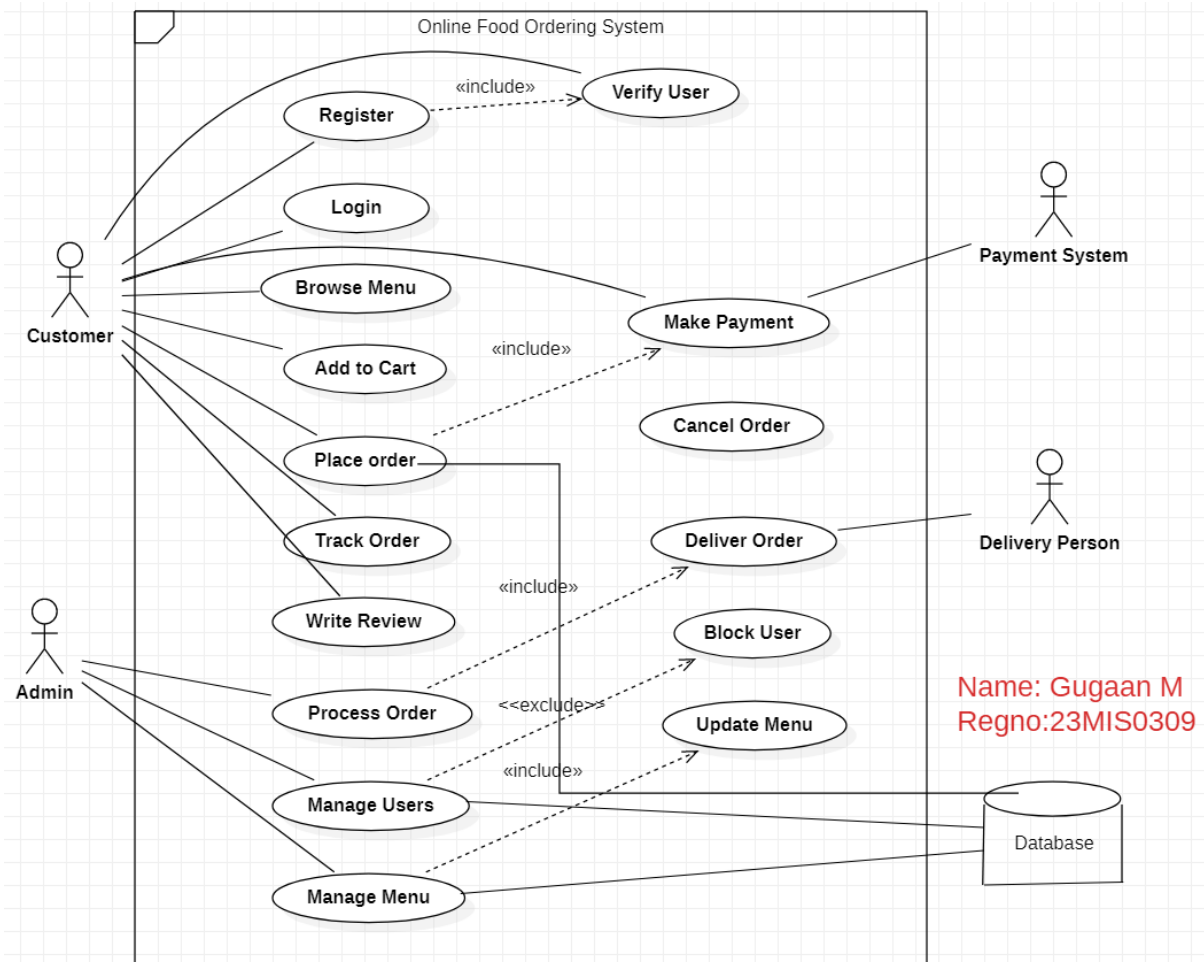 Online Food Ordering System
«include»
Verify User
Register
Login
Payment System
Browse Menu
Make Payment
Customer
«include»
Add to Cart
Cancel Order
Place order
Track Order
Deliver Order
Delivery Person
«include»
Write Review
Block User
Admin
Name: Gugaan M
Regno:23MIS0309
Process Order
<<exclude>>
Update Menu
«include»
Manage Users
Database
Manage Menu